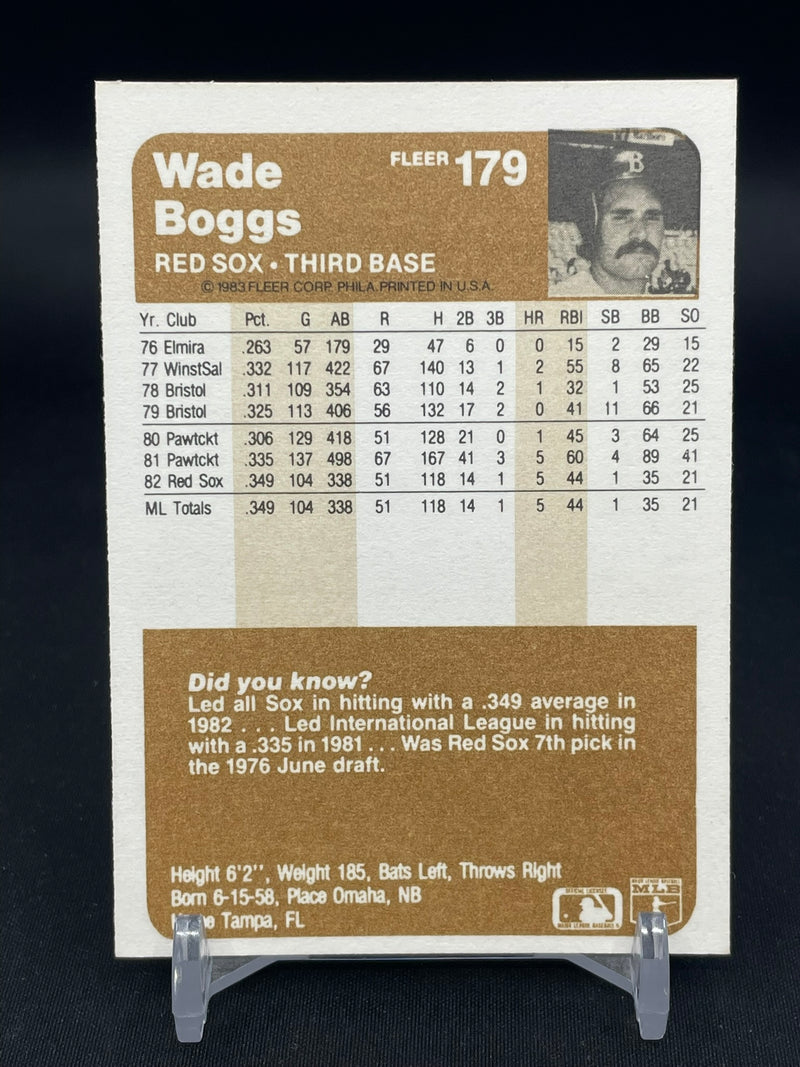 Wade
Boggs
FLEER 179
RED SOX • THIRD BASE
© 1983 FLEER CORP. PHILA. PRINTED IN U.S.A.
B
Yr. Club Pct. G AB R H 2B 3B HR RBI SB BB SO
76 Elmira .263 57 179 29 47 6 0 0 15 2 29 15
77 WinstSal .332 117 422 67 140 13 1 2 55 8 65 22
78 Bristol .311 109 354 63 110 14 2 1 32 1 53 25
79 Bristol .325 113 406 56 132 17 2 0 41 11 66 21
80 Pawtckt .306 129 418 51 128 21 0 1 45 3 64 25
81 Pawtckt .335 137 498 67 167 41 3 5 60 4 89 41
82 Red Sox .349 104 338 51 118 14 1 5 44 1 35 21
ML Totals .349 104 338 51 118 14 1 5 44 1 35 21
Did you know?
Led all Sox in hitting with a .349 average in
1982 . . . Led International League in hitting
with a .335 in 1981 . . . Was Red Sox 7th pick in
the 1976 June draft.
Height 6'2", Weight 185, Bats Left, Throws Right
Born 6-15-58, Place Omaha, NB
Tampa, FL
OFFICIAL LICENSEE
MAJOR LEAGUE BASEBALL
MAJOR LEAGUE BASEBALL
MLB